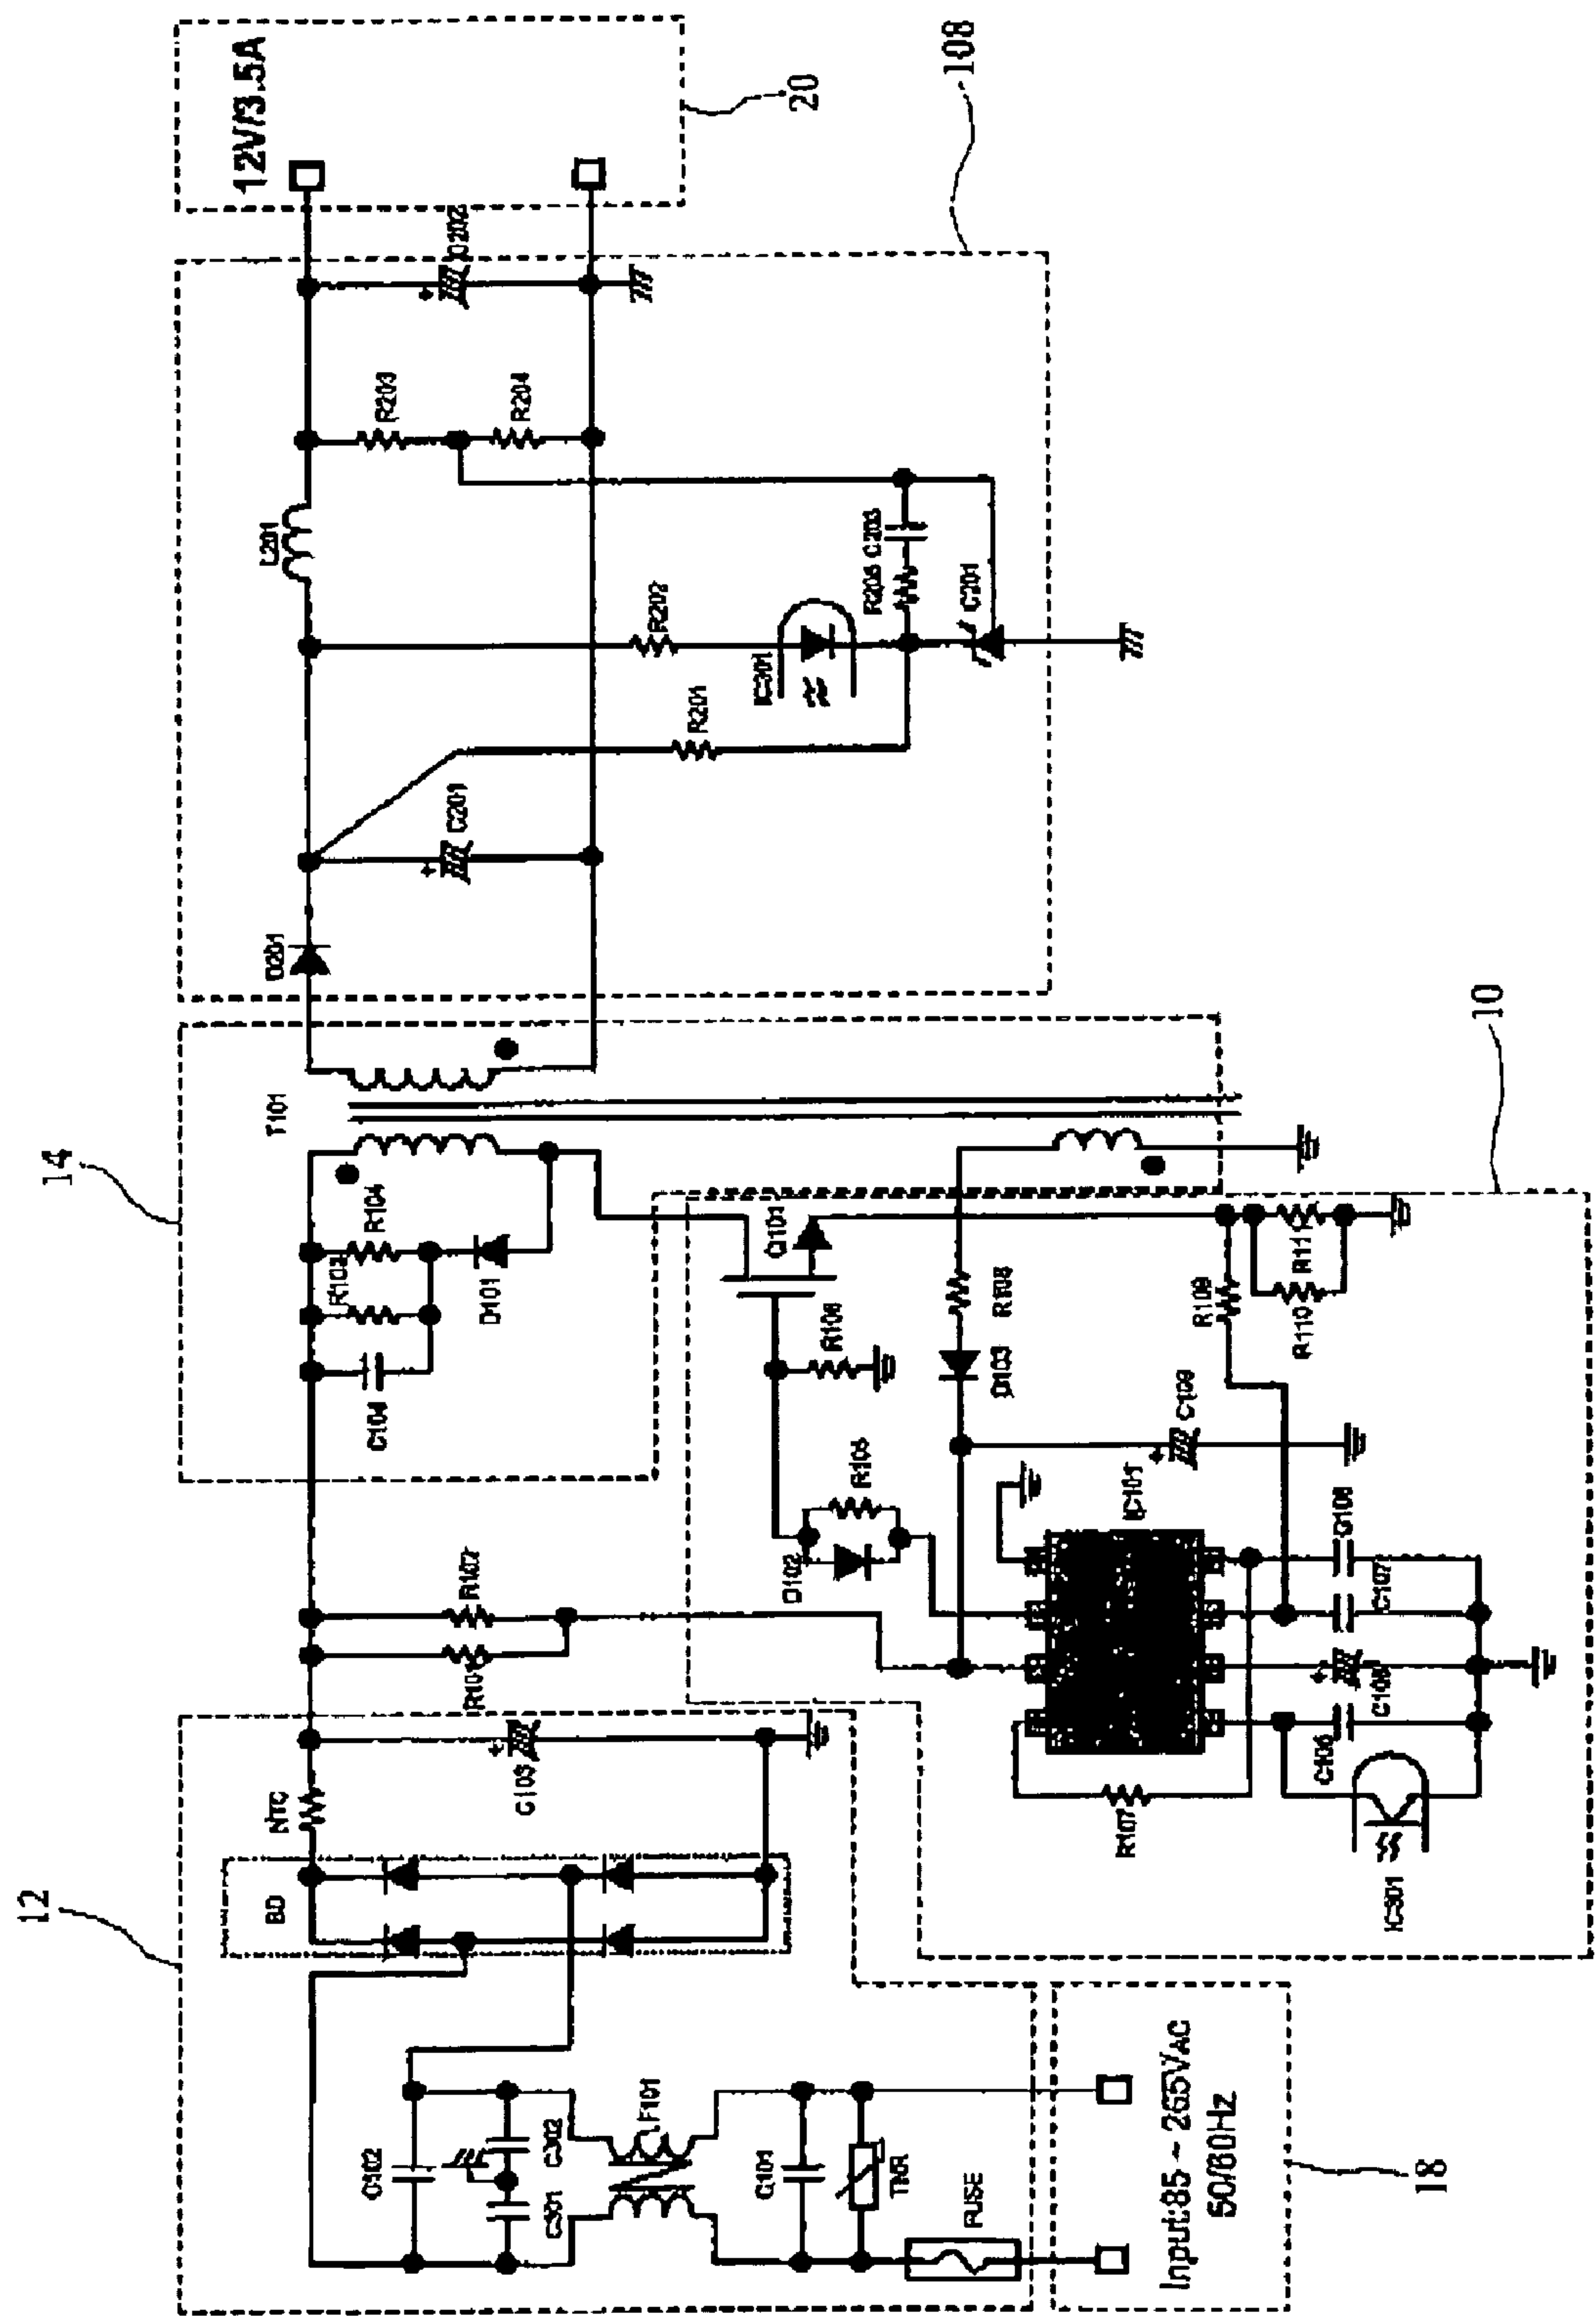 12V/3.5A
20
108
C202
R203
R204
L201
R202
IC301
R205
C203
C201
R201
C201
D201
14
T101
R104
R103
C104
D101
Q101
R106
R108
D103
C109
R109
R111
R110
10
R102
R101
D102
R105
IC101
C108
C107
C105
C106
R107
IC301
12
NTC
C103
BD
C102
C302
C301
LF101
C101
TNR
FUSE
Input:85~265VAC
50/60Hz
18